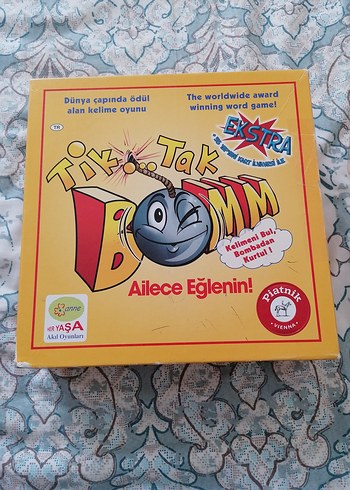 Dünya çapında ödül
alan kelime oyunu
The worldwide award
winning word game!
TR
EKSTRA
Tik... Tak
BOMM
Kelimeni Bul,
Bombadan
Kurtul!
Ailece Eğlenin!
anne
HER YAŞA
Akıl Oyunları
Piatnik
VIENNA